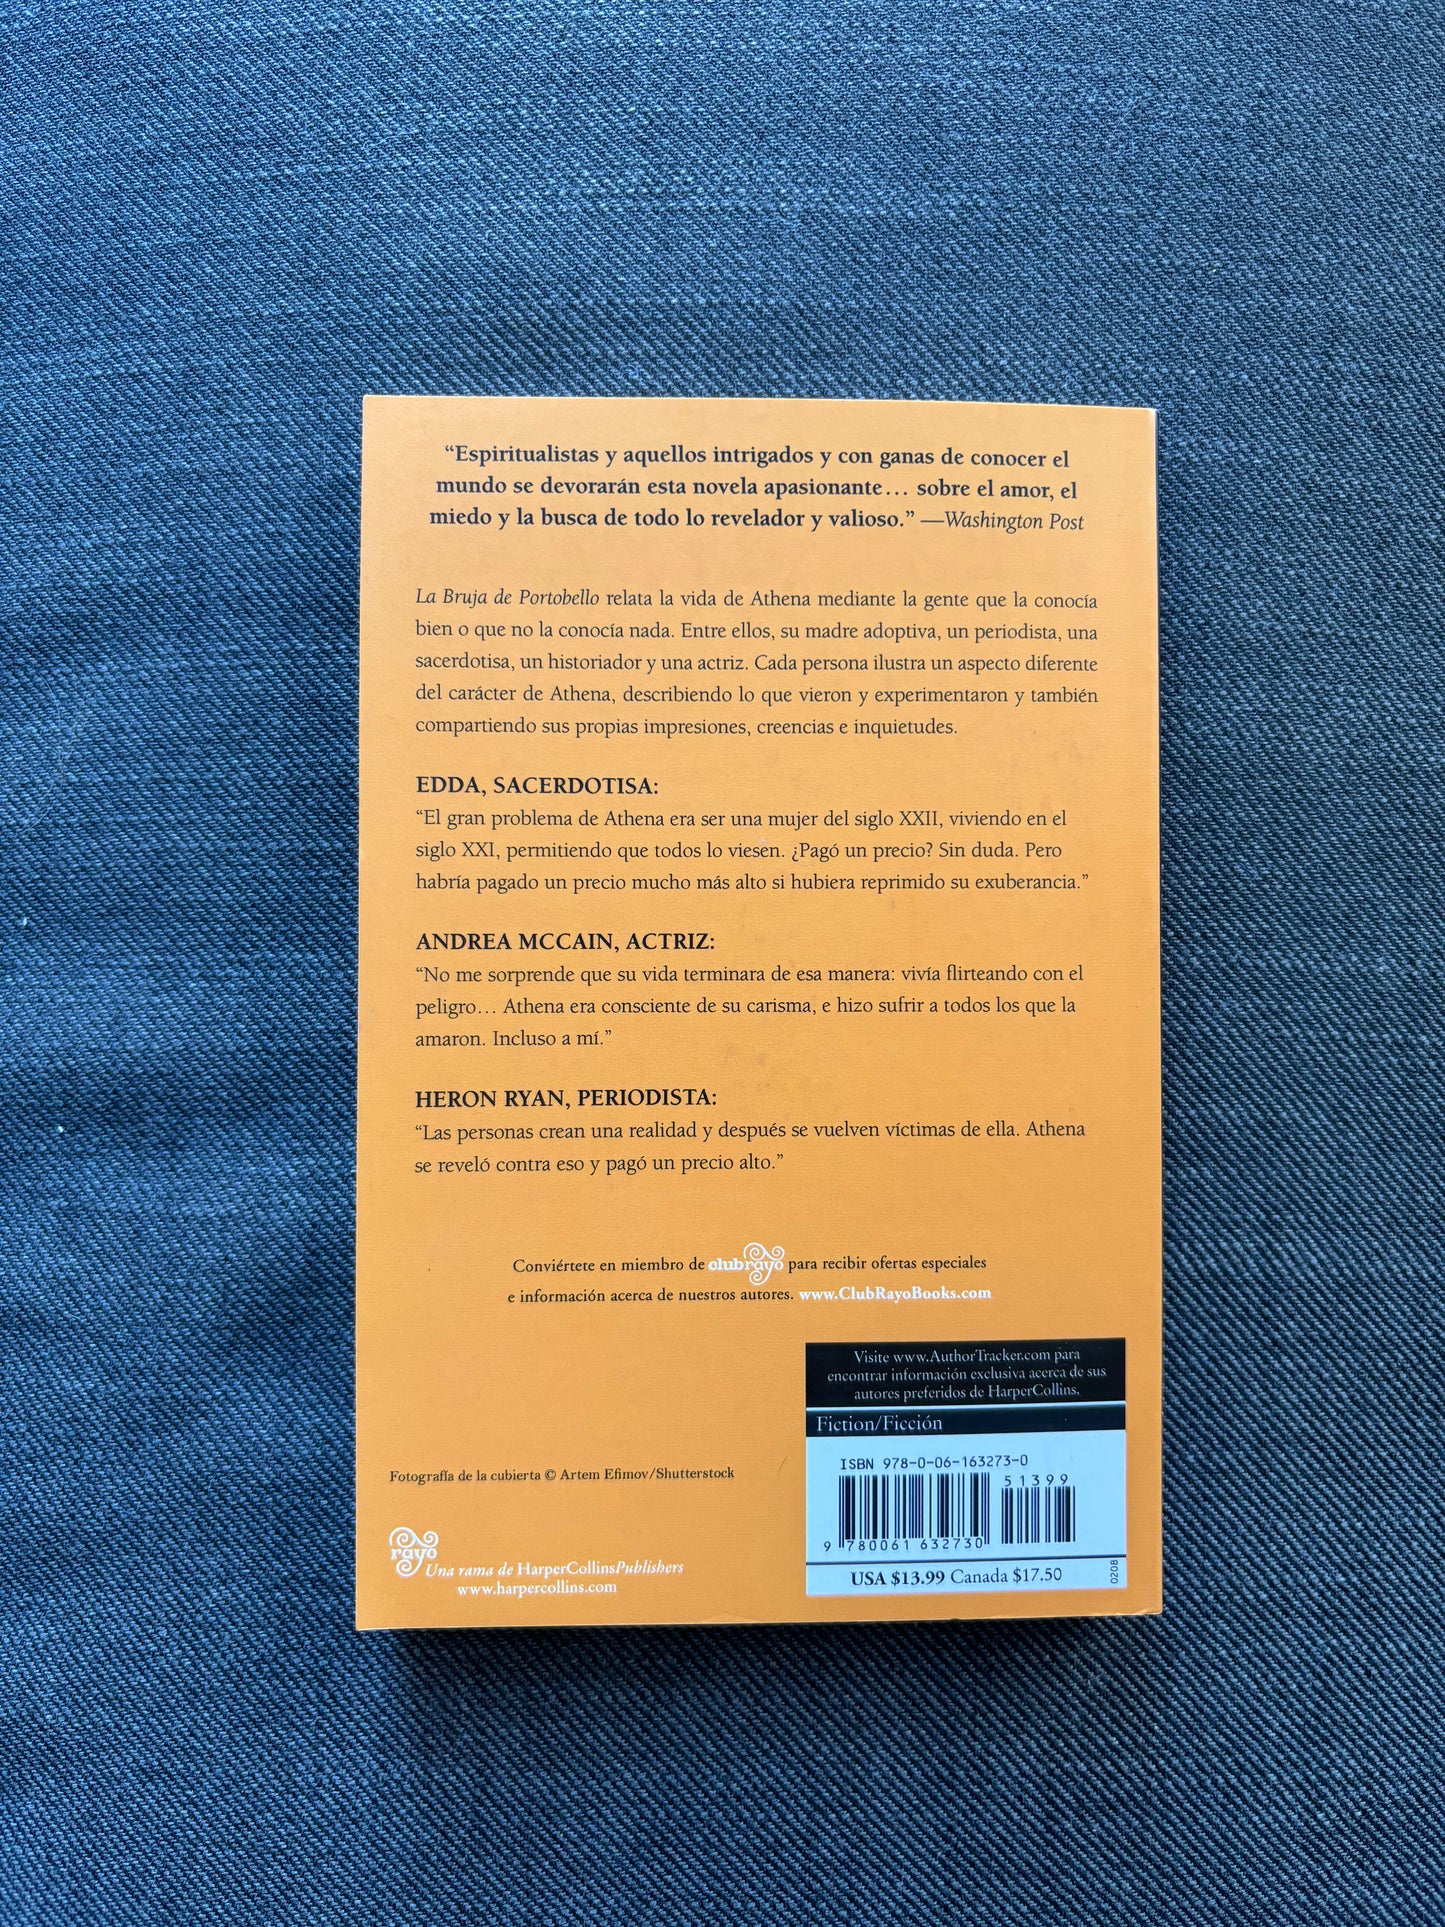 “Espiritualistas y aquellos intrigados y con ganas de conocer el
mundo se devorarán esta novela apasionante… sobre el amor, el
miedo y la busca de todo lo revelador y valioso.” —Washington Post
La Bruja de Portobello relata la vida de Athena mediante la gente que la conocía
bien o que no la conocía nada. Entre ellos, su madre adoptiva, un periodista, una
sacerdotisa, un historiador y una actriz. Cada persona ilustra un aspecto diferente
del carácter de Athena, describiendo lo que vieron y experimentaron y también
compartiendo sus propias impresiones, creencias e inquietudes.
EDDA, SACERDOTISA:
“El gran problema de Athena era ser una mujer del siglo XXII, viviendo en el
siglo XXI, permitiendo que todos lo viesen. ¿Pagó un precio? Sin duda. Pero
habría pagado un precio mucho más alto si hubiera reprimido su exuberancia.”
ANDREA MCCAIN, ACTRIZ:
“No me sorprende que su vida terminara de esa manera: vivía flirteando con el
peligro… Athena era consciente de su carisma, e hizo sufrir a todos los que la
amaron. Incluso a mí.”
HERON RYAN, PERIODISTA:
“Las personas crean una realidad y después se vuelven víctimas de ella. Athena
se reveló contra eso y pagó un precio alto.”
Conviértete en miembro de clubrayo para recibir ofertas especiales
e información acerca de nuestros autores. www.ClubRayoBooks.com
Visite www.AuthorTracker.com para
encontrar información exclusiva acerca de sus
autores preferidos de HarperCollins.
Fiction/Ficción
ISBN 978-0-06-163273-0
51399
9 780061 632730
USA $13.99 Canada $17.50
0208
Fotografía de la cubierta © Artem Efimov/Shutterstock
rayo
Una rama de HarperCollinsPublishers
www.harpercollins.com